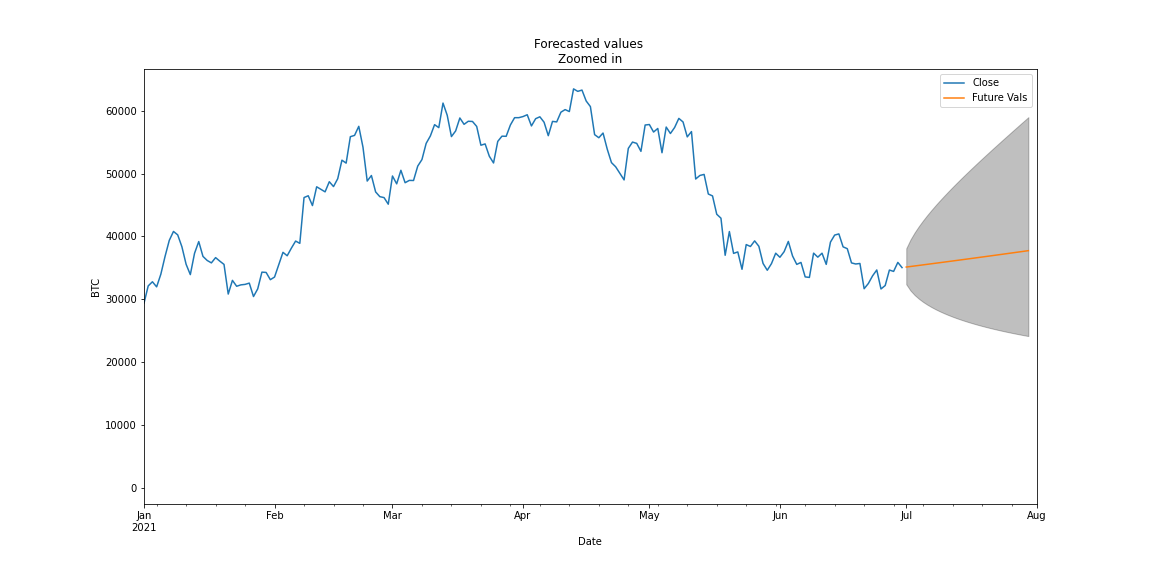 Forecasted values
Zoomed in
Close
Future Vals
60000
50000
40000
30000
20000
10000
0
BTC
Jan
2021
Feb
Mar
Apr
May
Jun
Jul
Aug
Date